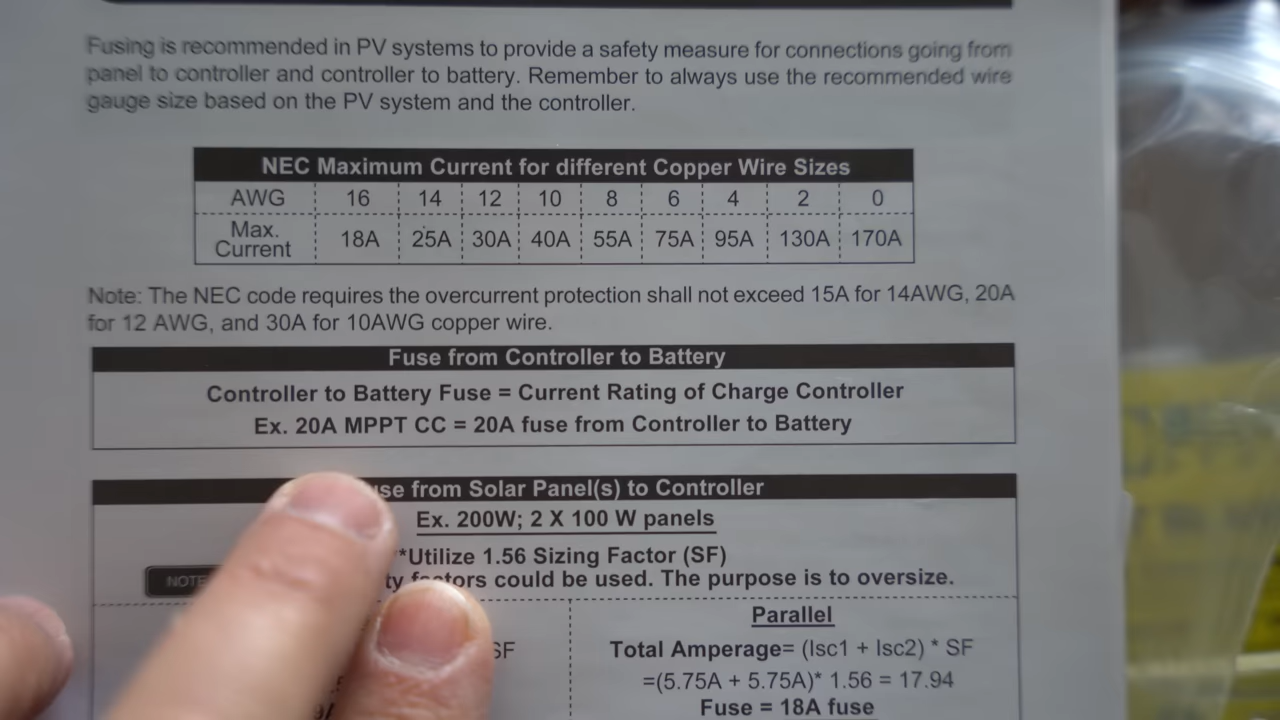 Fusing is recommended in PV systems to provide a safety measure for connections going from
panel to controller and controller to battery. Remember to always use the recommended wire
gauge size based on the PV system and the controller.
NEC Maximum Current for different Copper Wire Sizes
AWG 16 14 12 10 8 6 4 2 0
Max. Current 18A 25A 30A 40A 55A 75A 95A 130A 170A
Note: The NEC code requires the overcurrent protection shall not exceed 15A for 14AWG, 20A
for 12 AWG, and 30A for 10AWG copper wire.
Fuse from Controller to Battery
Controller to Battery Fuse = Current Rating of Charge Controller
Ex. 20A MPPT CC = 20A fuse from Controller to Battery
from Solar Panel(s) to Controller
Ex. 200W; 2 X 100 W panels
*Utilize 1.56 Sizing Factor (SF)
NOTE
factors could be used. The purpose is to oversize.
Parallel
SF
Total Amperage= (Isc1 + Isc2) * SF
=(5.75A + 5.75A)* 1.56 = 17.94
Fuse = 18A fuse